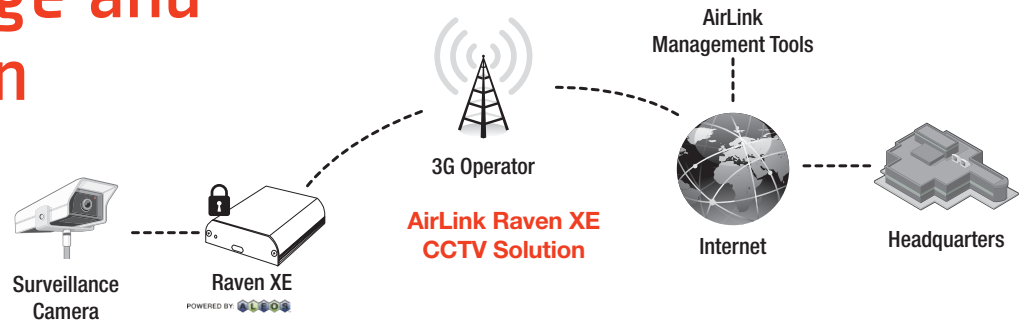 ge and
n
AirLink
Management Tools
3G Operator
AirLink Raven XE
CCTV Solution
Internet
Headquarters
Surveillance
Camera
Raven XE
POWERED BY: ALEOS